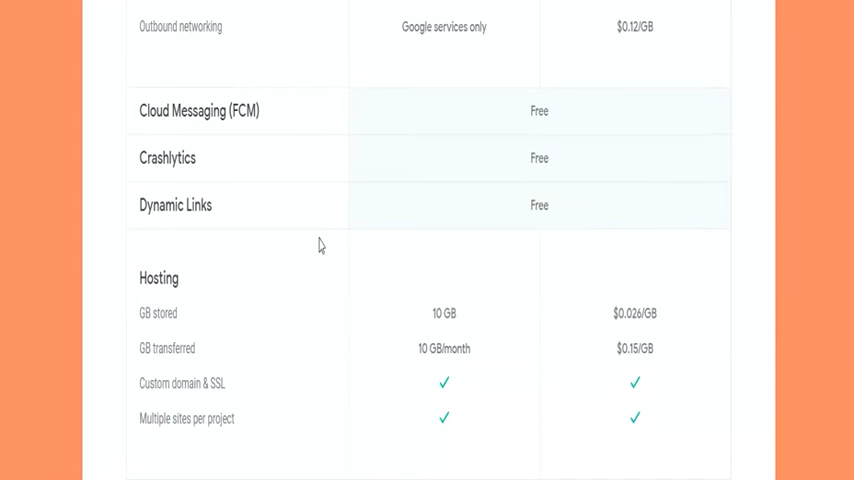 Outbound networking Google services only $0.12/GB
Cloud Messaging (FCM) Free
Crashlytics Free
Dynamic Links Free
Hosting
GB stored 10 GB $0.026/GB
GB transferred 10 GB/month $0.15/GB
Custom domain & SSL ✓ ✓
Multiple sites per project ✓ ✓